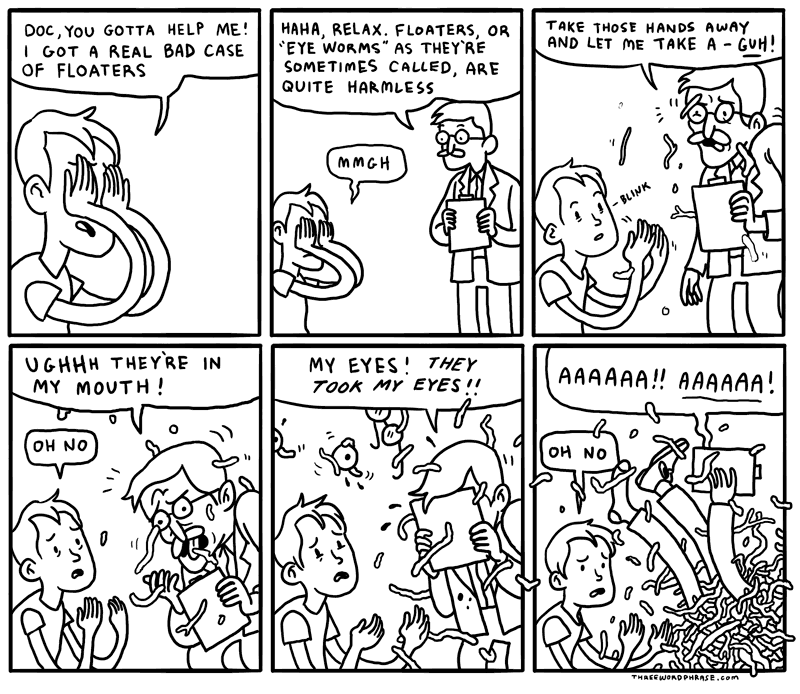 DOC, YOU GOTTA HELP ME!
I GOT A REAL BAD CASE
OF FLOATERS
HAHA, RELAX. FLOATERS, OR
"EYE WORMS" AS THEY'RE
SOMETIMES CALLED, ARE
QUITE HARMLESS
MMGH
TAKE THOSE HANDS AWAY
AND LET ME TAKE A - GUH!
BLINK
UGHHH THEY'RE IN
MY MOUTH!
OH NO
MY EYES! THEY
TOOK MY EYES!!
AAAAAA!! AAAAAA!
OH NO
THREEWORDPHRASE.COM